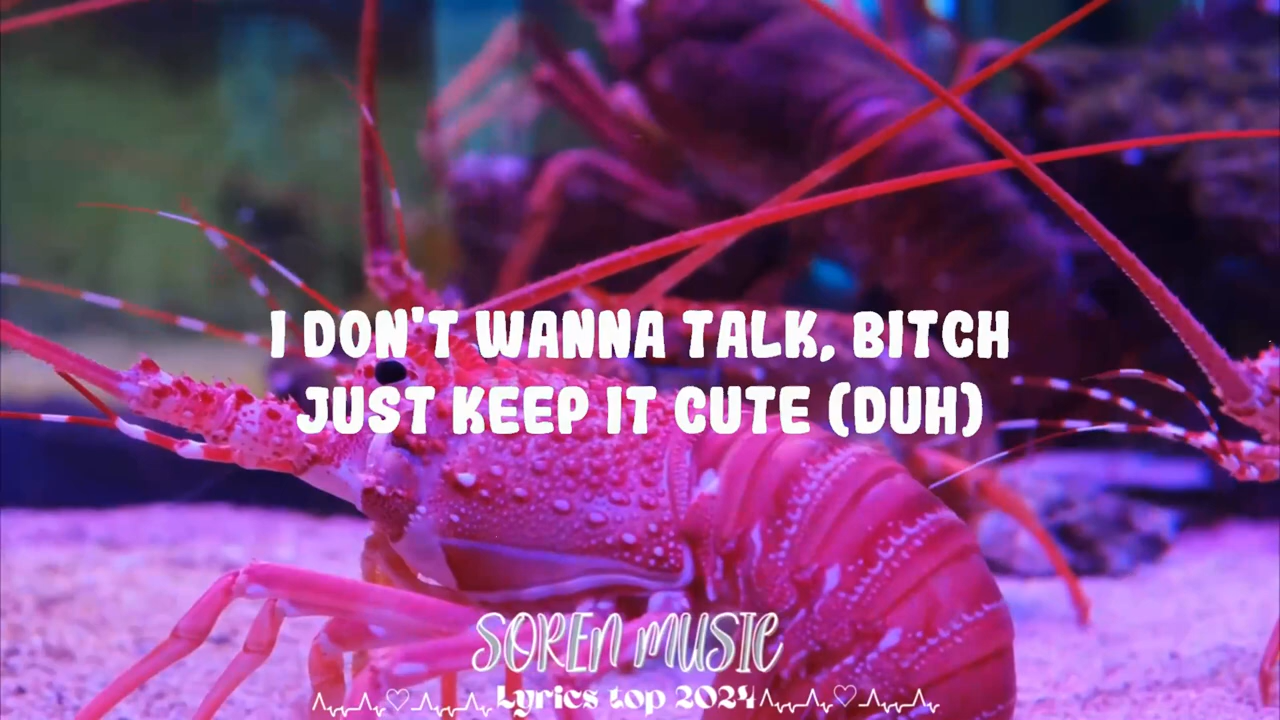 I DON'T WANNA TALK, BITCH
JUST KEEP IT CUTE (DUH)
SOREN MUSIC
Lyrics top 2024